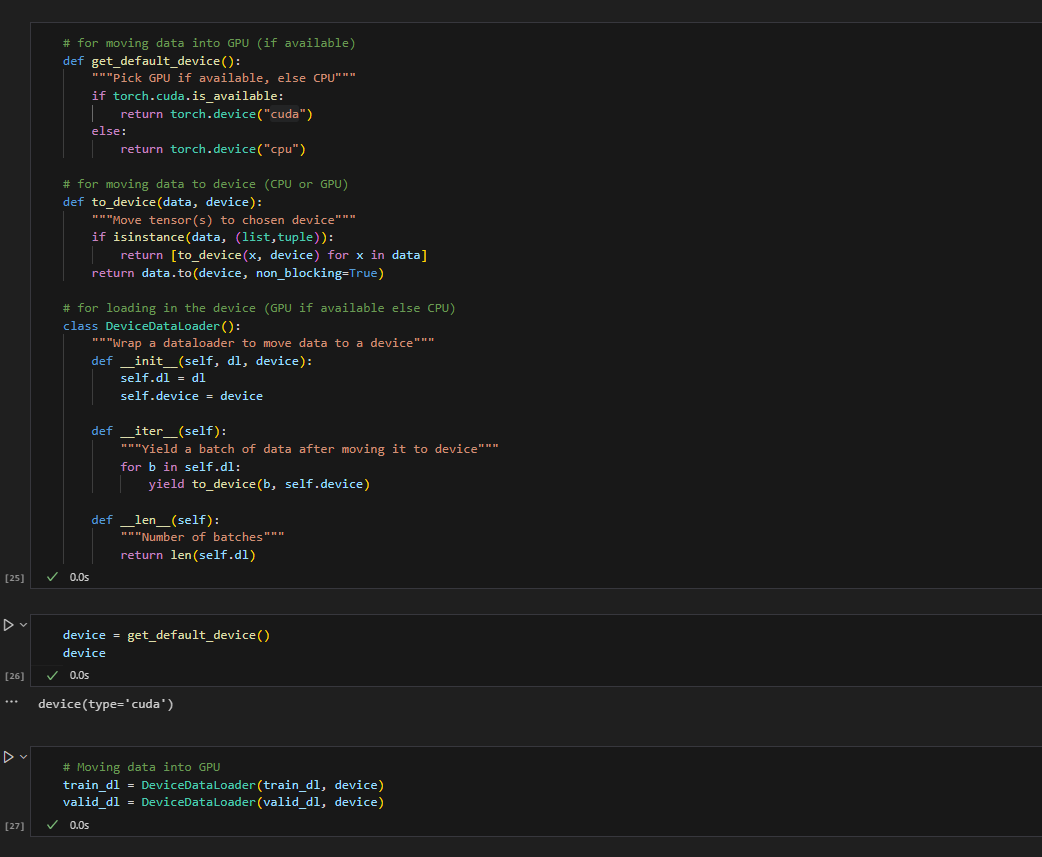 # for moving data into GPU (if available)
def get_default_device():
    """Pick GPU if available, else CPU"""
    if torch.cuda.is_available:
        return torch.device("cuda")
    else:
        return torch.device("cpu")

# for moving data to device (CPU or GPU)
def to_device(data, device):
    """Move tensor(s) to chosen device"""
    if isinstance(data, (list,tuple)):
        return [to_device(x, device) for x in data]
    return data.to(device, non_blocking=True)

# for loading in the device (GPU if available else CPU)
class DeviceDataLoader():
    """Wrap a dataloader to move data to a device"""
    def __init__(self, dl, device):
        self.dl = dl
        self.device = device

    def __iter__(self):
        """Yield a batch of data after moving it to device"""
        for b in self.dl:
            yield to_device(b, self.device)

    def __len__(self):
        """Number of batches"""
        return len(self.dl)
[25] 0.0s
device = get_default_device()
device
[26] 0.0s
device(type='cuda')
# Moving data into GPU
train_dl = DeviceDataLoader(train_dl, device)
valid_dl = DeviceDataLoader(valid_dl, device)
[27] 0.0s